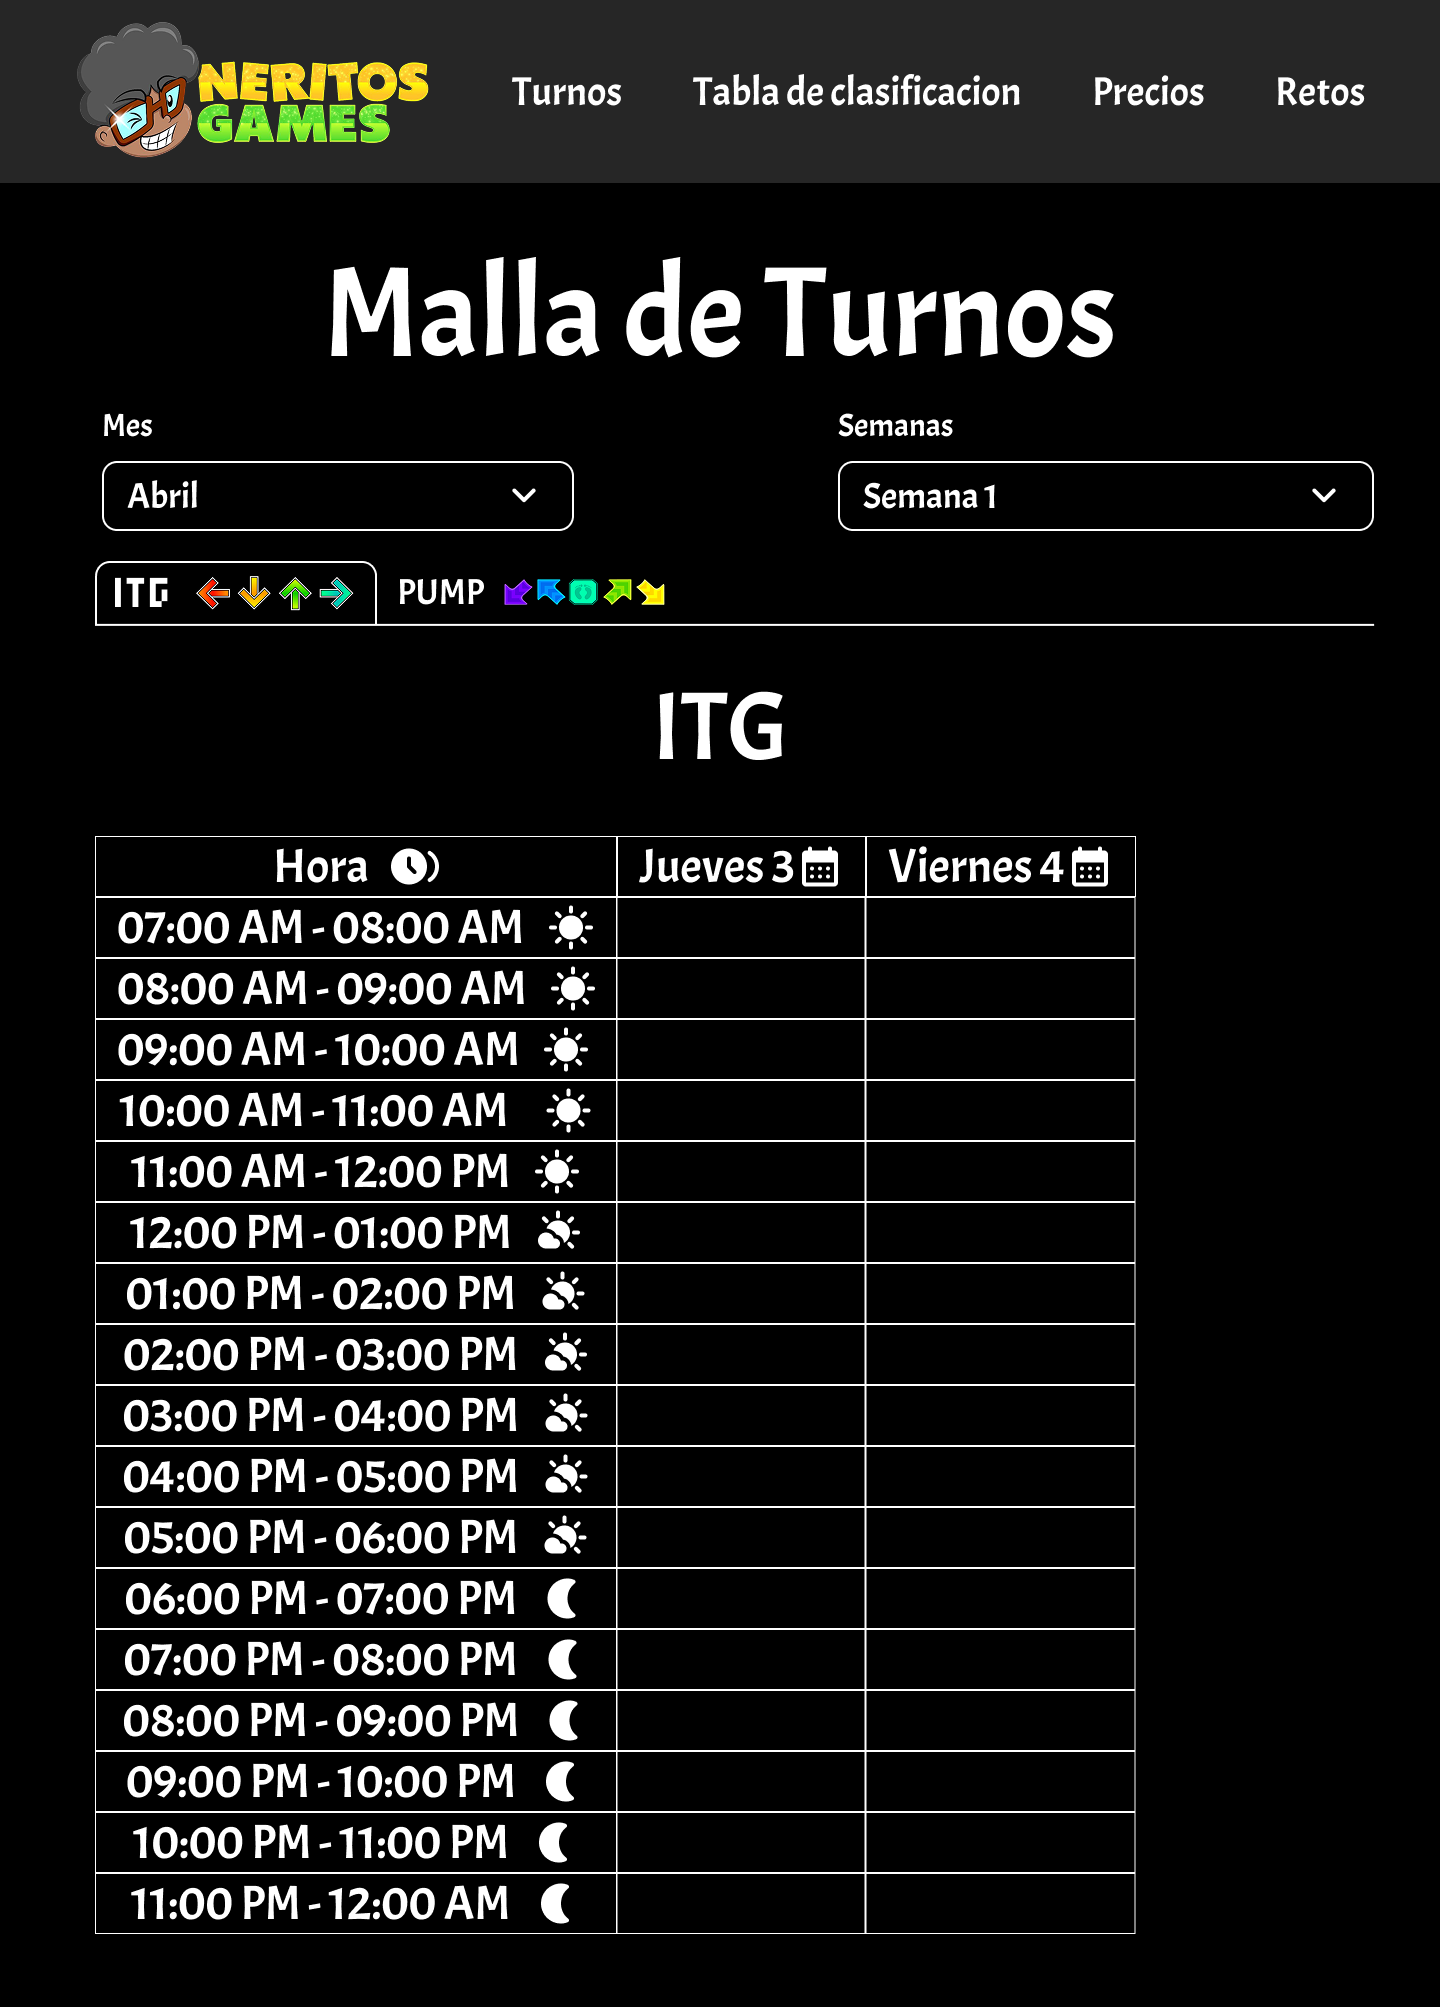 NERITOS
GAMES
Turnos Tabla de clasificacion Precios Retos
Malla de Turnos
Mes Semanas
Abril Semana 1
ITG PUMP
ITG
Hora Jueves 3 Viernes 4
07:00 AM - 08:00 AM
08:00 AM - 09:00 AM
09:00 AM - 10:00 AM
10:00 AM - 11:00 AM
11:00 AM - 12:00 PM
12:00 PM - 01:00 PM
01:00 PM - 02:00 PM
02:00 PM - 03:00 PM
03:00 PM - 04:00 PM
04:00 PM - 05:00 PM
05:00 PM - 06:00 PM
06:00 PM - 07:00 PM
07:00 PM - 08:00 PM
08:00 PM - 09:00 PM
09:00 PM - 10:00 PM
10:00 PM - 11:00 PM
11:00 PM - 12:00 AM